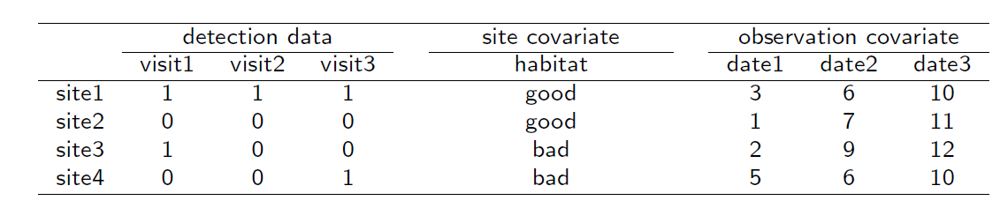 detection data site covariate observation covariate
visit1 visit2 visit3 habitat date1 date2 date3
site1 1 1 1 good 3 6 10
site2 0 0 0 good 1 7 11
site3 1 0 0 bad 2 9 12
site4 0 0 1 bad 5 6 10